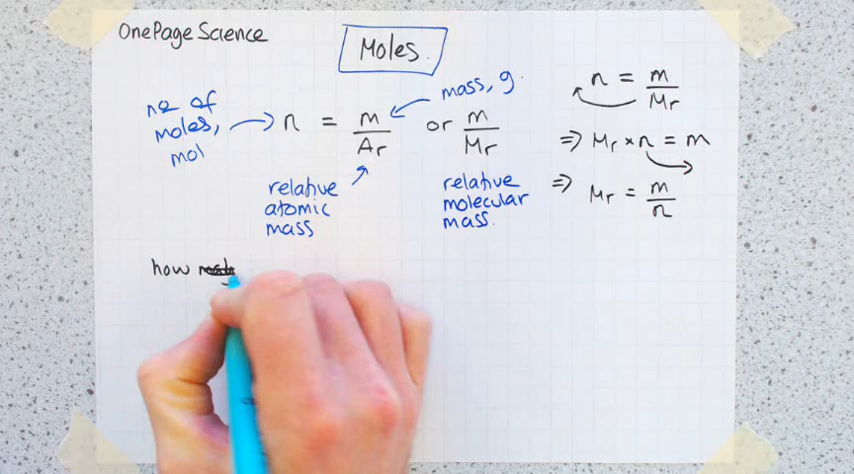 OnePage Science
Moles.
nº of
moles,
mol
n = m/Ar or m/Mr
mass, g.
relative
atomic
mass
relative
molecular
mass.
n = m/Mr
⇒ Mr × n = m
⇒ Mr = m/n
how